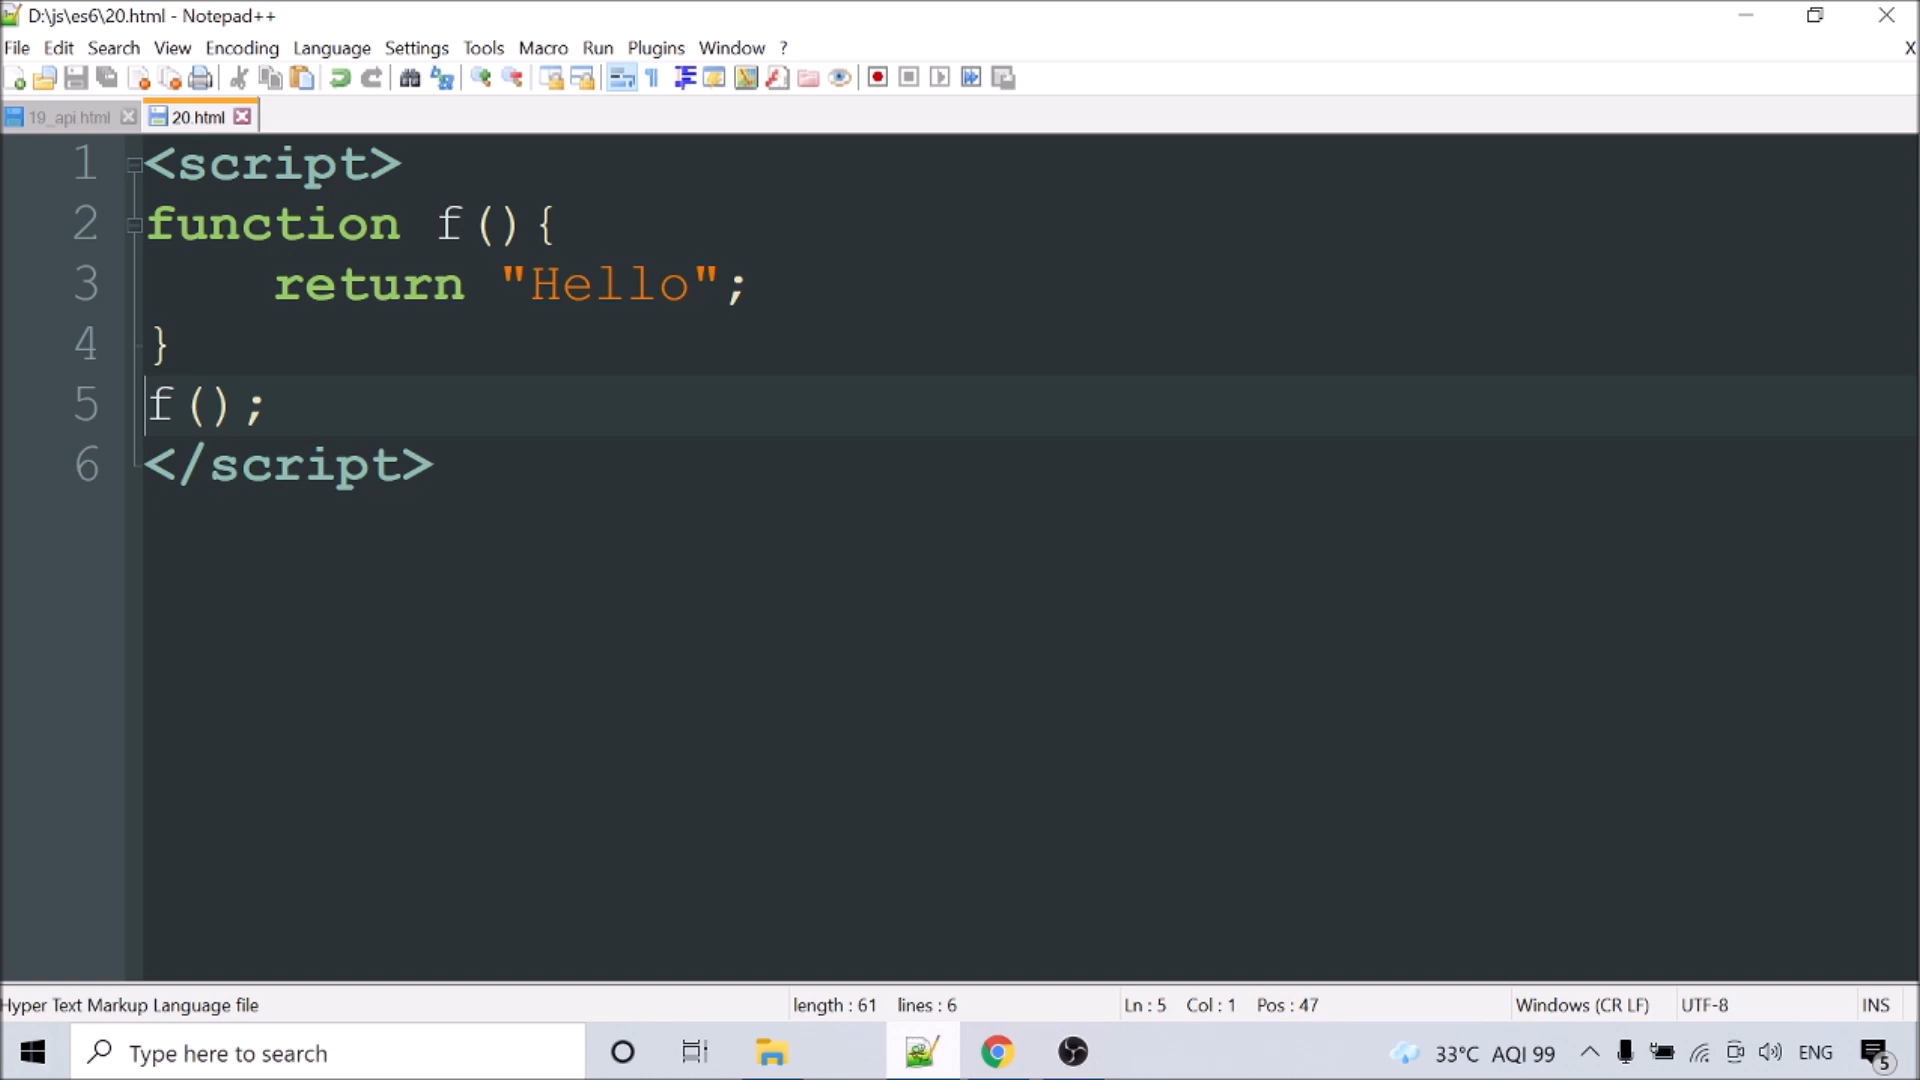 D:\js\es6\20.html - Notepad++
File Edit Search View Encoding Language Settings Tools Macro Run Plugins Window ? X
19_api.html 20.html
1 <script>
2 function f(){
3 return "Hello";
4 }
5 f();
6 </script>
Hyper Text Markup Language file length : 61 lines : 6 Ln : 5 Col : 1 Pos : 47 Windows (CR LF) UTF-8 INS
Type here to search 33°C AQI 99 ENG 5